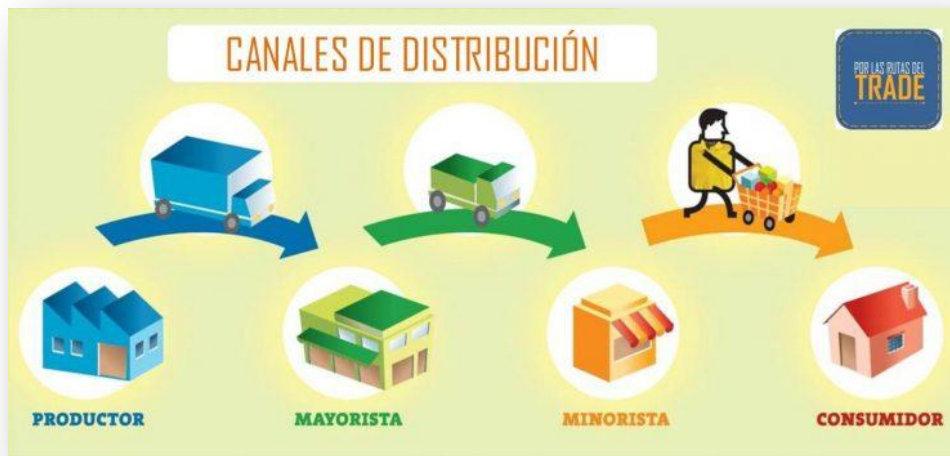 CANALES DE DISTRIBUCIÓN
POR LAS RUTAS DEL
TRADE
PRODUCTOR
MAYORISTA
MINORISTA
CONSUMIDOR